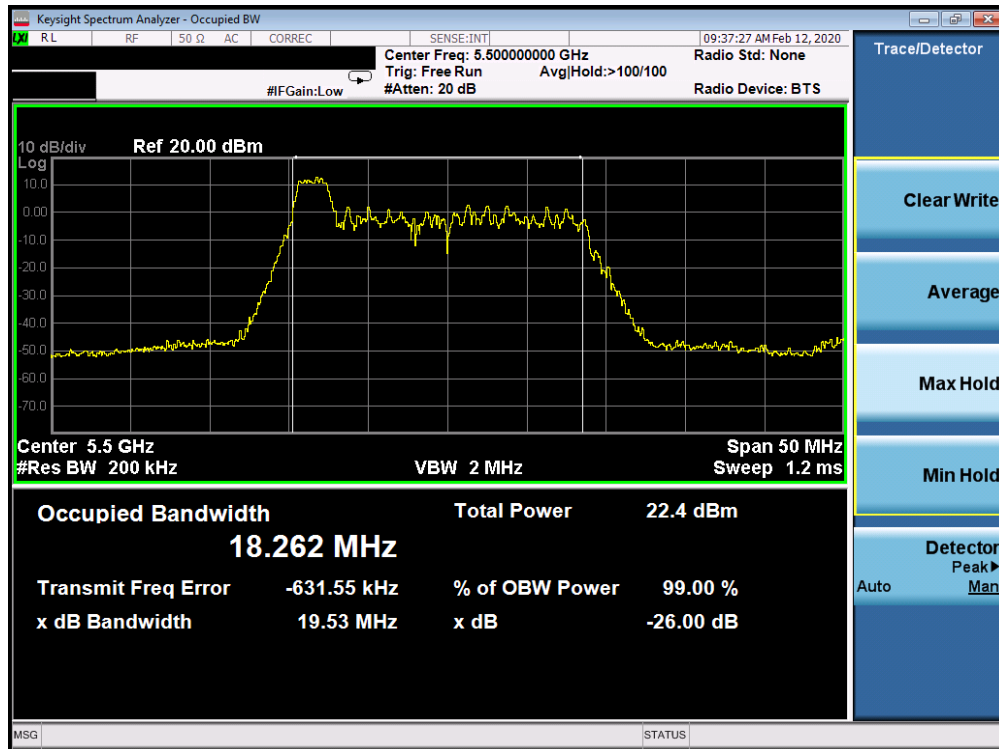 Keysight Spectrum Analyzer - Occupied BW
LXI RL RF 50 Ω AC CORREC SENSE:INT 09:37:27 AM Feb 12, 2020
Center Freq: 5.500000000 GHz Radio Std: None
Trig: Free Run Avg|Hold:>100/100
#IFGain:Low #Atten: 20 dB Radio Device: BTS
10 dB/div Ref 20.00 dBm
Log
10.0
0.00
-10.0
-20.0
-30.0
-40.0
-50.0
-60.0
-70.0
Center 5.5 GHz Span 50 MHz
#Res BW 200 kHz VBW 2 MHz Sweep 1.2 ms
Occupied Bandwidth Total Power 22.4 dBm
18.262 MHz
Transmit Freq Error -631.55 kHz % of OBW Power 99.00 %
x dB Bandwidth 19.53 MHz x dB -26.00 dB
MSG STATUS
Trace/Detector
Clear Write
Average
Max Hold
Min Hold
Detector
Peak▶
Auto Man